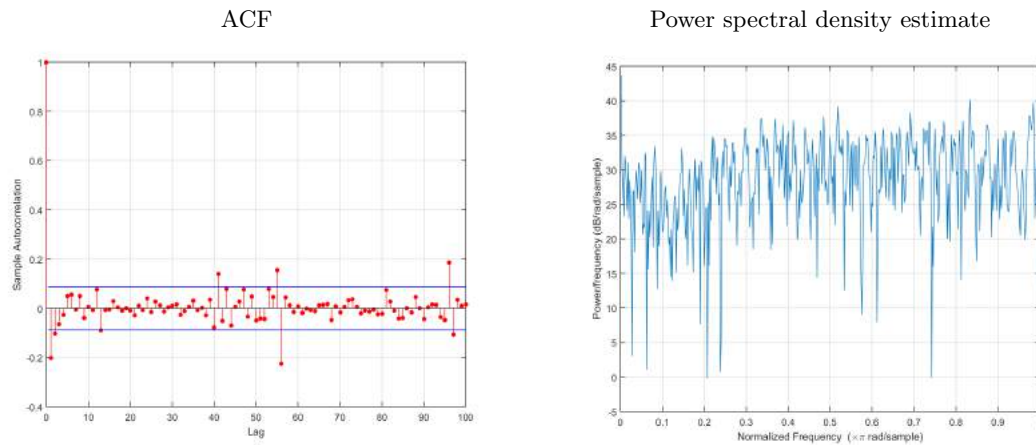 ACF
Power spectral density estimate
1
0.8
0.6
0.4
0.2
0
-0.2
-0.4
Sample Autocorrelation
0 10 20 30 40 50 60 70 80 90 100
Lag
45
40
35
30
25
20
15
10
5
0
-5
Power/frequency (dB/rad/sample)
0 0.1 0.2 0.3 0.4 0.5 0.6 0.7 0.8 0.9
Normalized Frequency (×π rad/sample)